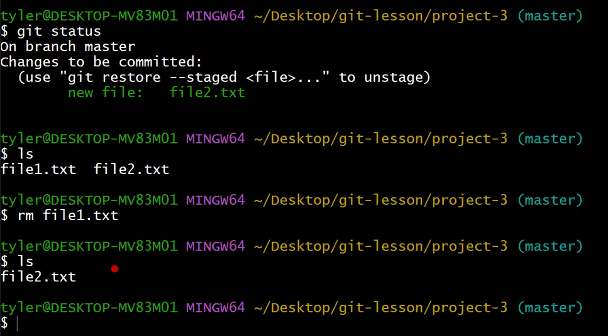 tyler@DESKTOP-MV83M01 MINGW64 ~/Desktop/git-lesson/project-3 (master)
$ git status
On branch master
Changes to be committed:
  (use "git restore --staged <file>..." to unstage)
        new file:   file2.txt
tyler@DESKTOP-MV83M01 MINGW64 ~/Desktop/git-lesson/project-3 (master)
$ ls
file1.txt  file2.txt
tyler@DESKTOP-MV83M01 MINGW64 ~/Desktop/git-lesson/project-3 (master)
$ rm file1.txt
tyler@DESKTOP-MV83M01 MINGW64 ~/Desktop/git-lesson/project-3 (master)
$ ls
file2.txt
tyler@DESKTOP-MV83M01 MINGW64 ~/Desktop/git-lesson/project-3 (master)
$